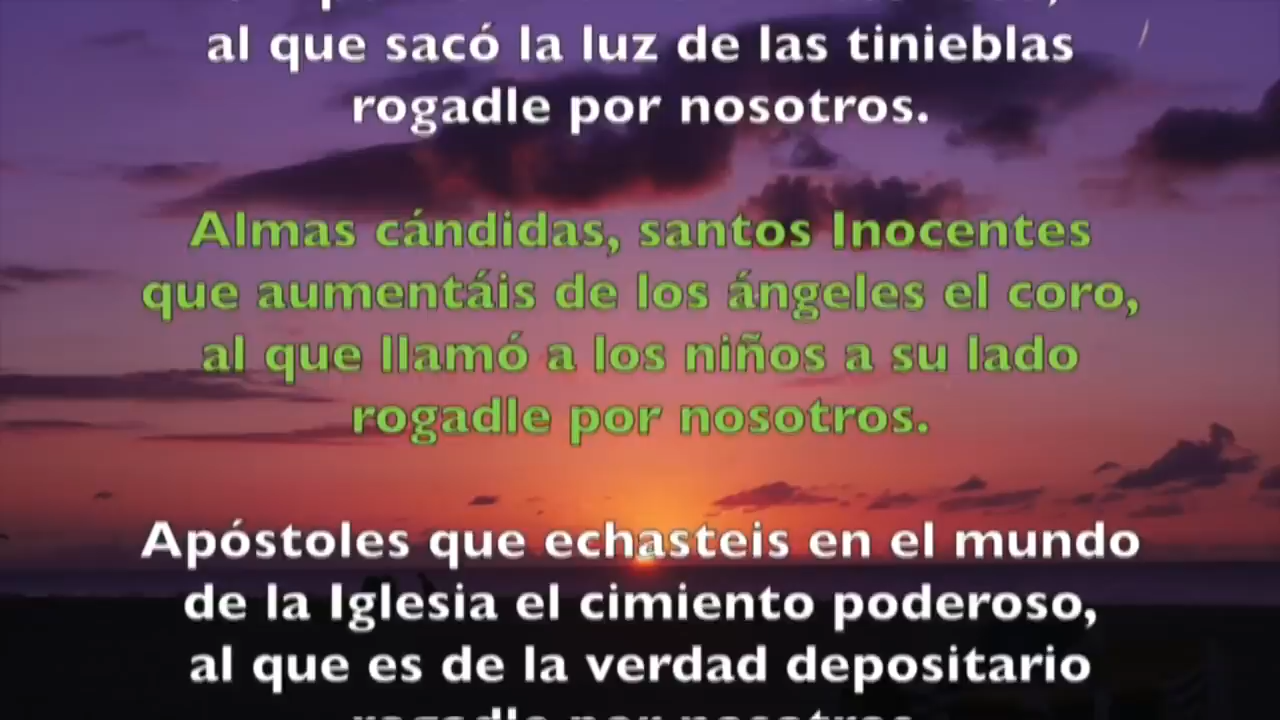 al que sacó la luz de las tinieblas
rogadle por nosotros.
Almas cándidas, santos Inocentes
que aumentáis de los ángeles el coro,
al que llamó a los niños a su lado
rogadle por nosotros.
Apóstoles que echasteis en el mundo
de la Iglesia el cimiento poderoso,
al que es de la verdad depositario
rogadle por nosotros.